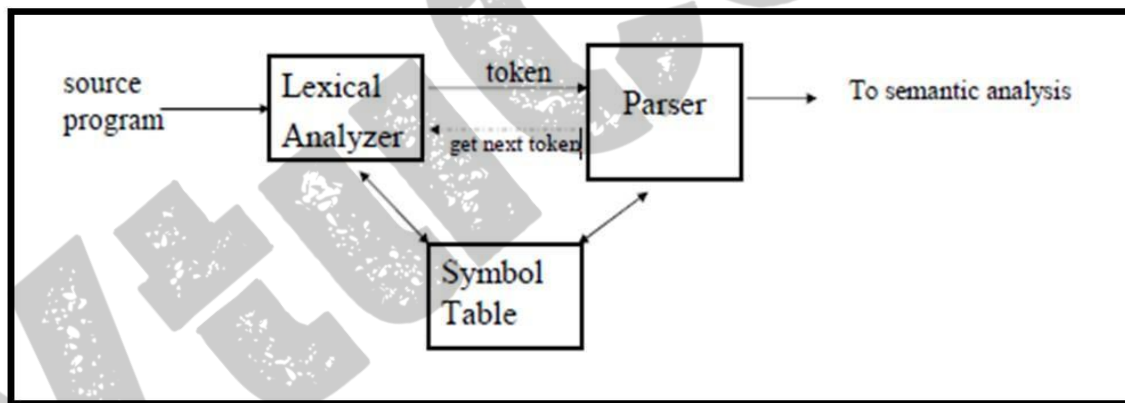 source
program
Lexical
Analyzer
token
get next token
Parser
To semantic analysis
Symbol
Table